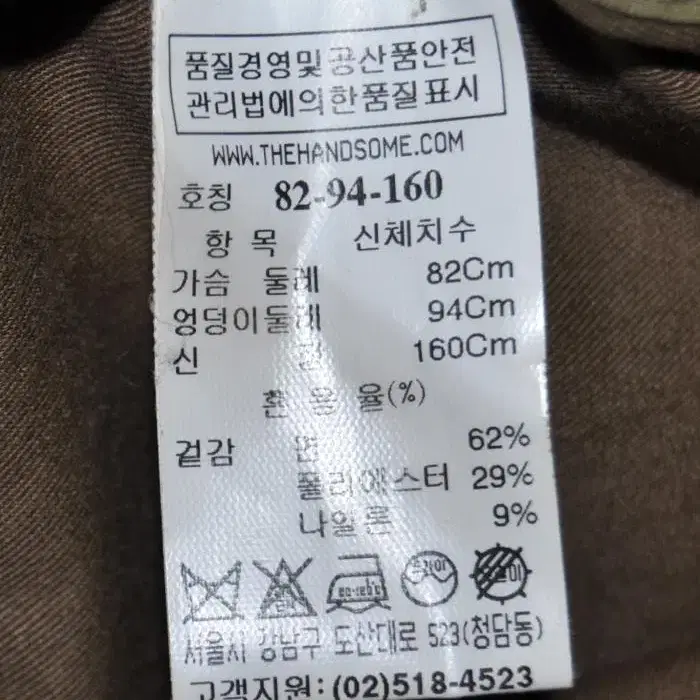 품질경영및공산품안전
관리법에의한품질표시
WWW.THEHANDSOME.COM
호칭 82-94-160
항 목 신체치수
가슴 둘레 82Cm
엉덩이둘레 94Cm
신 160Cm
혼 용 율(%)
겉감 면 62%
폴리에스터 29%
나일론 9%
드라이
서울시 강남구 도산대로 523(청담동)
고객지원: (02)518-4523